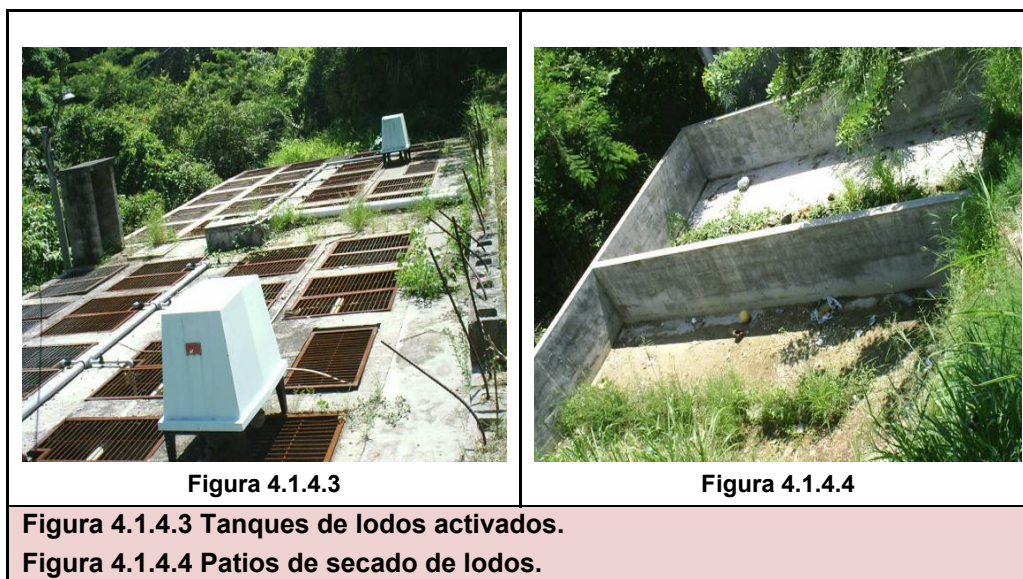 Figura 4.1.4.3
Figura 4.1.4.4
Figura 4.1.4.3 Tanques de lodos activados.
Figura 4.1.4.4 Patios de secado de lodos.